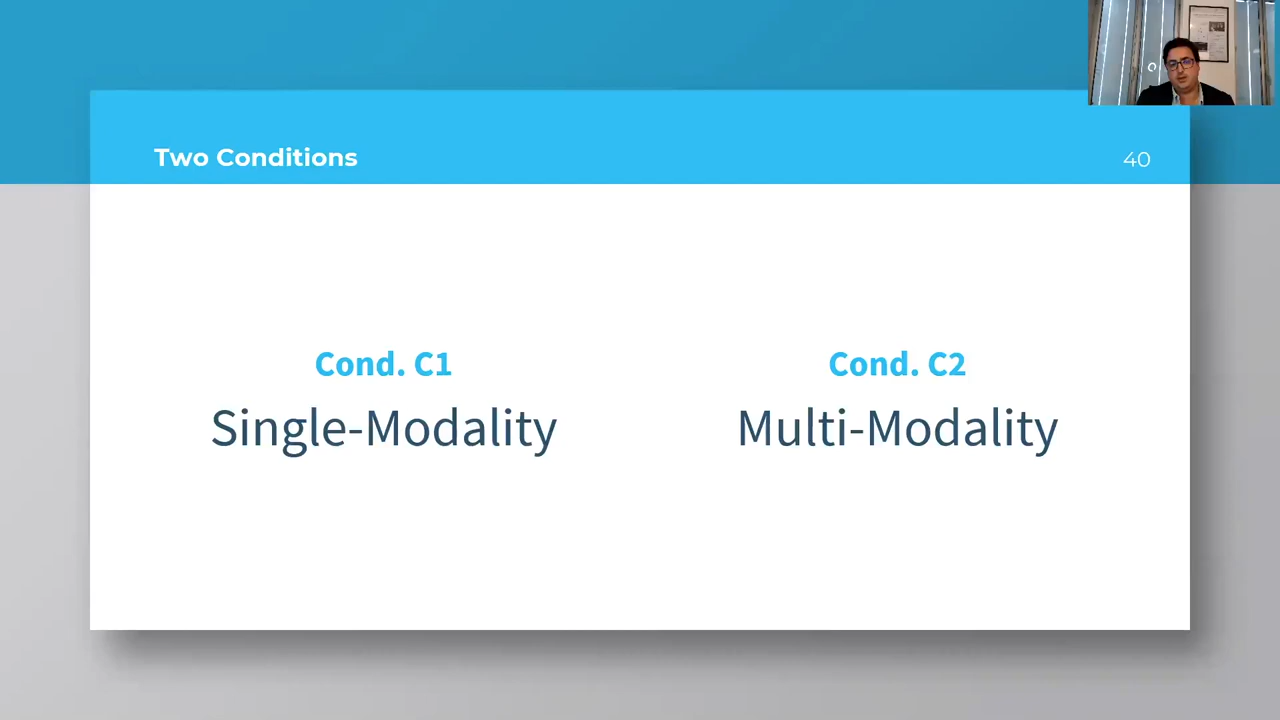 Two Conditions
40
Cond. C1
Single-Modality
Cond. C2
Multi-Modality